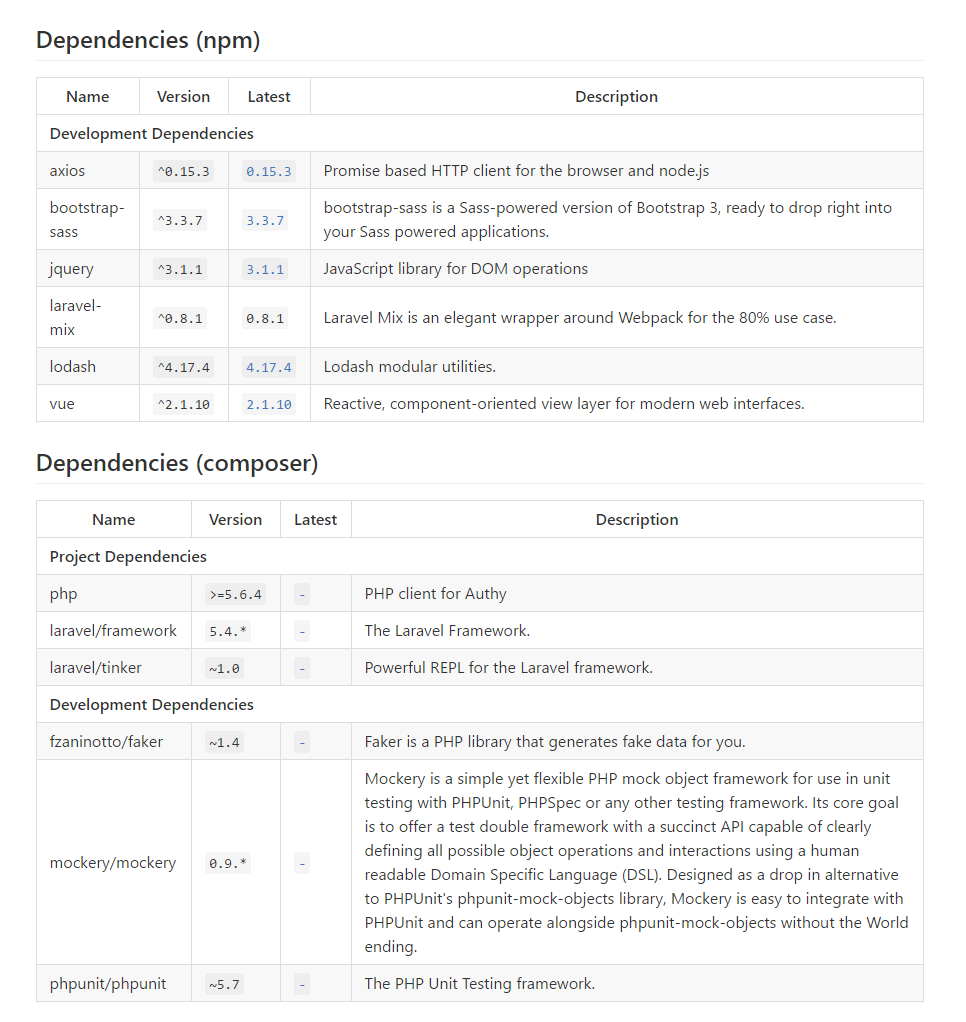 Dependencies (npm)
Name Version Latest Description
Development Dependencies
axios ^0.15.3 0.15.3 Promise based HTTP client for the browser and node.js
bootstrap-
sass ^3.3.7 3.3.7 bootstrap-sass is a Sass-powered version of Bootstrap 3, ready to drop right into
your Sass powered applications.
jquery ^3.1.1 3.1.1 JavaScript library for DOM operations
laravel-
mix ^0.8.1 0.8.1 Laravel Mix is an elegant wrapper around Webpack for the 80% use case.
lodash ^4.17.4 4.17.4 Lodash modular utilities.
vue ^2.1.10 2.1.10 Reactive, component-oriented view layer for modern web interfaces.
Dependencies (composer)
Name Version Latest Description
Project Dependencies
php >=5.6.4 - PHP client for Authy
laravel/framework 5.4.* - The Laravel Framework.
laravel/tinker ~1.0 - Powerful REPL for the Laravel framework.
Development Dependencies
fzaninotto/faker ~1.4 - Faker is a PHP library that generates fake data for you.
mockery/mockery 0.9.* - Mockery is a simple yet flexible PHP mock object framework for use in unit
testing with PHPUnit, PHPSpec or any other testing framework. Its core goal
is to offer a test double framework with a succinct API capable of clearly
defining all possible object operations and interactions using a human
readable Domain Specific Language (DSL). Designed as a drop in alternative
to PHPUnit's phpunit-mock-objects library, Mockery is easy to integrate with
PHPUnit and can operate alongside phpunit-mock-objects without the World
ending.
phpunit/phpunit ~5.7 - The PHP Unit Testing framework.